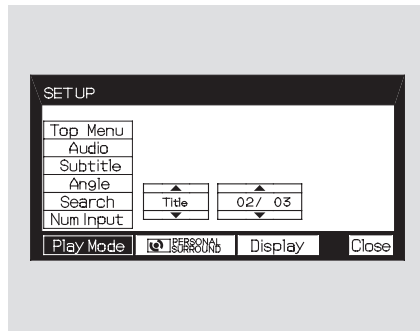 SETUP
Top Menu
Audio
Subtitle
Angle
Search
Title
02/ 03
Num Input
Play Mode
PERSONAL
SURROUND
Display
Close